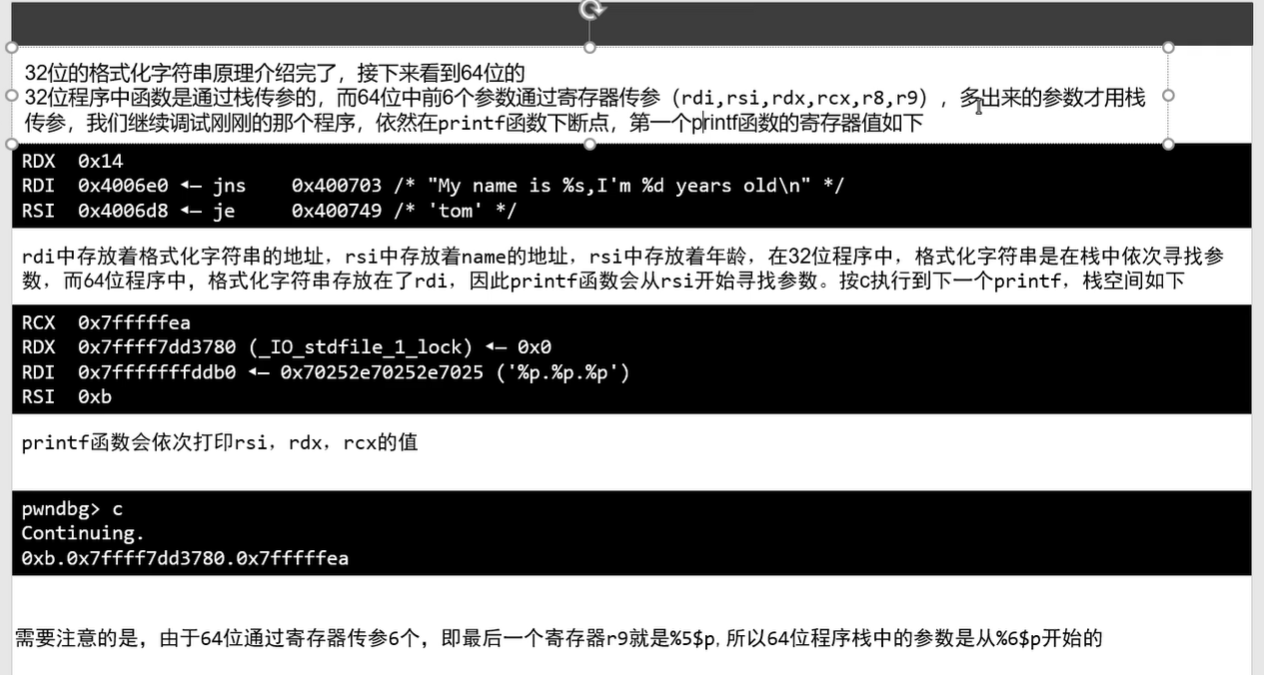 32位的格式化字符串原理介绍完了，接下来看到64位的
32位程序中函数是通过栈传参的，而64位中前6个参数通过寄存器传参（rdi,rsi,rdx,rcx,r8,r9），多出来的参数才用栈
传参，我们继续调试刚刚的那个程序，依然在printf函数下断点，第一个printf函数的寄存器值如下
RDX  0x14
RDI  0x4006e0 ◂— jns    0x400703 /* "My name is %s,I'm %d years old\n" */
RSI  0x4006d8 ◂— je     0x400749 /* 'tom' */
rdi中存放着格式化字符串的地址，rsi中存放着name的地址，rsi中存放着年龄，在32位程序中，格式化字符串是在栈中依次寻找参
数，而64位程序中，格式化字符串存放在了rdi，因此printf函数会从rsi开始寻找参数。按c执行到下一个printf，栈空间如下
RCX  0x7fffffea
RDX  0x7ffff7dd3780 (_IO_stdfile_1_lock) ◂— 0x0
RDI  0x7fffffffddb0 ◂— 0x70252e70252e7025 ('%p.%p.%p')
RSI  0xb
printf函数会依次打印rsi，rdx，rcx的值
pwndbg> c
Continuing.
0xb.0x7ffff7dd3780.0x7fffffea
需要注意的是，由于64位通过寄存器传参6个，即最后一个寄存器r9就是%5$p,所以64位程序栈中的参数是从%6$p开始的